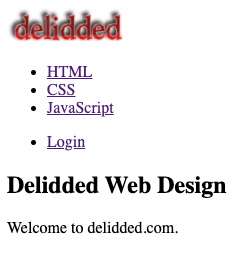 delidded
HTML
CSS
JavaScript
Login
Delidded Web Design
Welcome to delidded.com.